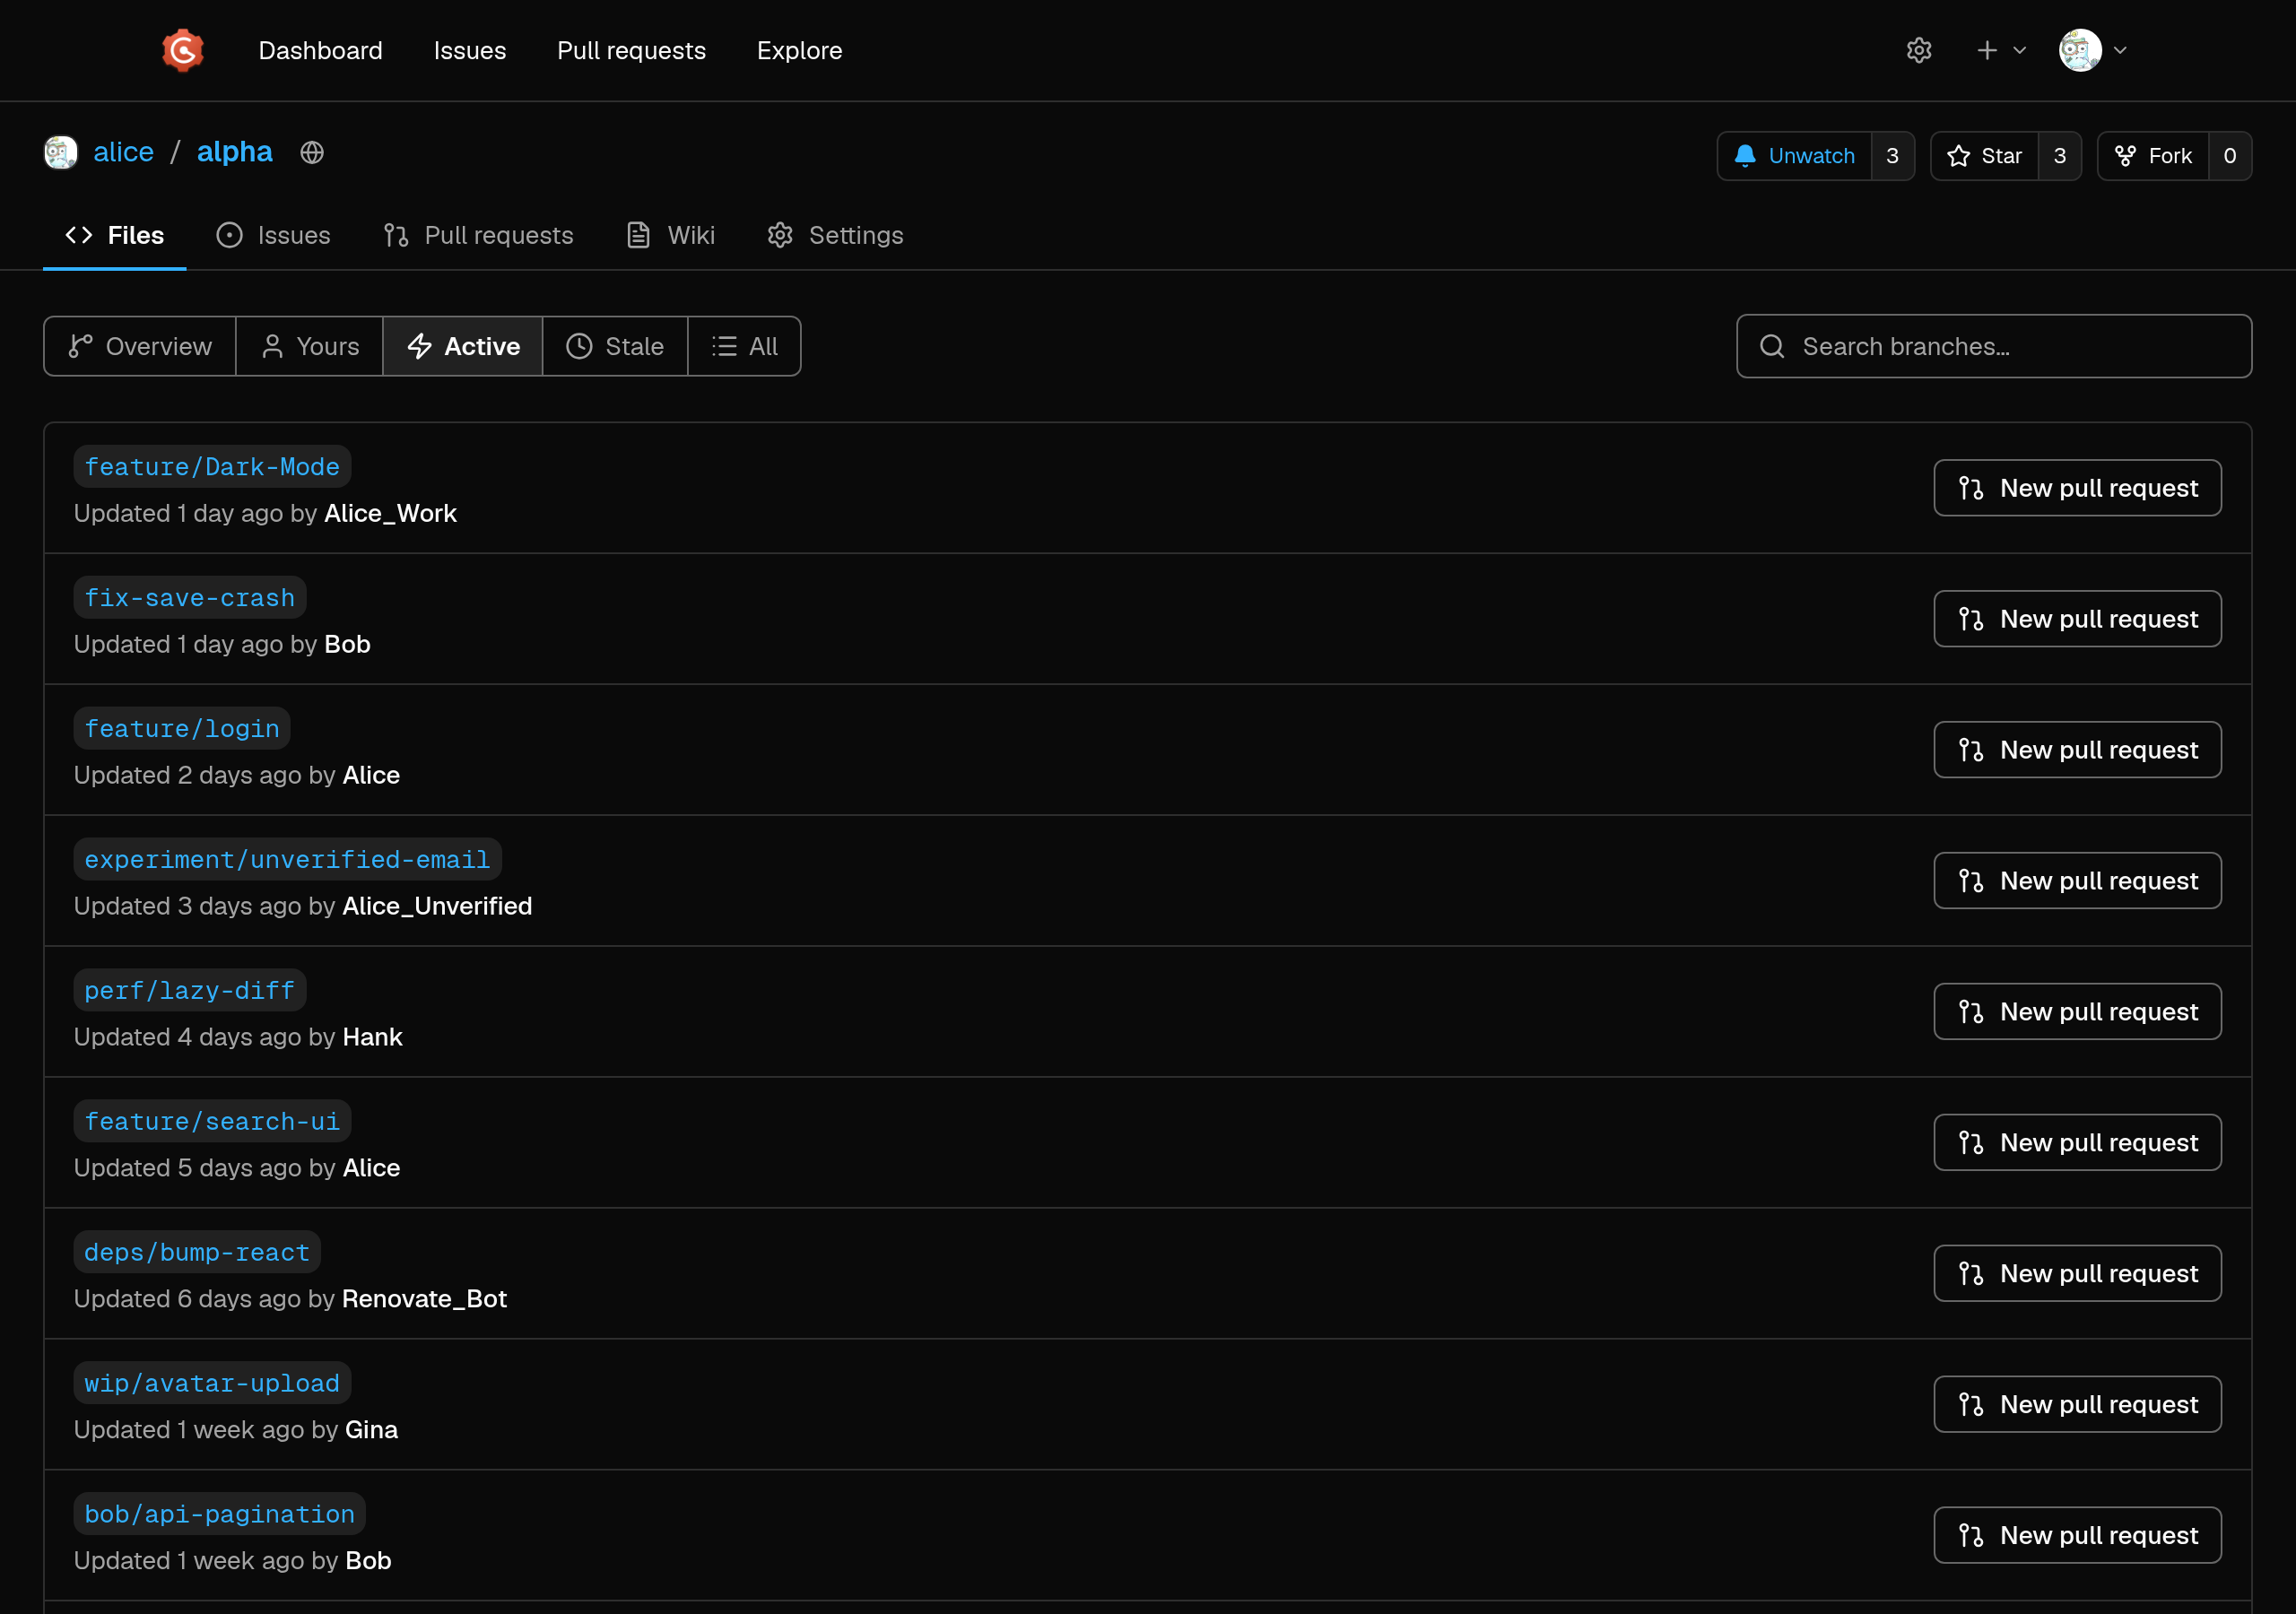 Dashboard Issues Pull requests Explore
alice / alpha
Unwatch 3 Star 3 Fork 0
Files Issues Pull requests Wiki Settings
Overview Yours Active Stale All
Search branches...
feature/Dark-Mode
Updated 1 day ago by Alice_Work
New pull request
fix-save-crash
Updated 1 day ago by Bob
New pull request
feature/login
Updated 2 days ago by Alice
New pull request
experiment/unverified-email
Updated 3 days ago by Alice_Unverified
New pull request
perf/lazy-diff
Updated 4 days ago by Hank
New pull request
feature/search-ui
Updated 5 days ago by Alice
New pull request
deps/bump-react
Updated 6 days ago by Renovate_Bot
New pull request
wip/avatar-upload
Updated 1 week ago by Gina
New pull request
bob/api-pagination
Updated 1 week ago by Bob
New pull request